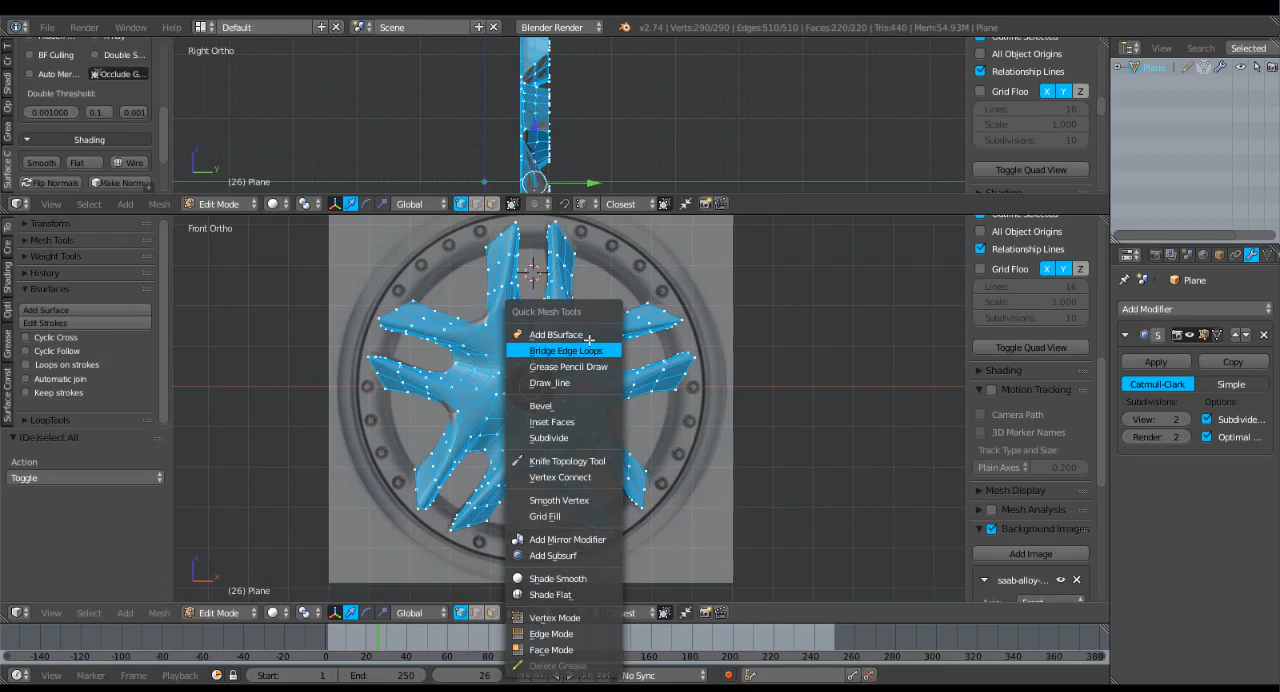 File Render Window Help Default Scene Blender Render v2.74 | Verts:290/290 | Edges:510/510 | Faces:220/220 | Tris:440 | Mem:54.93M | Plane
BF Culling Double S...
Auto Mer... Occlude G...
Double Threshold:
0.001000 0.1 0.001
Shading
Smooth Flat Wire
Flip Normals Make Norm...
Right Ortho
(26) Plane
z
y
All Object Origins
Relationship Lines
Grid Floo X Y Z
Lines: 16
Scale: 1.000
Subdivisions: 10
Toggle Quad View
View Search Selected
Plane
View Select Add Mesh Edit Mode Global Closest
Transform
Mesh Tools
Weight Tools
History
Bsurfaces
Add Surface
Edit Strokes
Cyclic Cross
Cyclic Follow
Loops on strokes
Automatic join
Keep strokes
LoopTools
(De)select All
Action
Toggle
Front Ortho
(26) Plane
z
x
Quick Mesh Tools
Add BSurface
Bridge Edge Loops
Grease Pencil Draw
Draw_line
Bevel
Inset Faces
Subdivide
Knife Topology Tool
Vertex Connect
Smooth Vertex
Grid Fill
Add Mirror Modifier
Add Subsurf
Shade Smooth
Shade Flat
Vertex Mode
Edge Mode
Face Mode
Delete Grease
All Object Origins
Relationship Lines
Grid Floo X Y Z
Lines: 16
Scale: 1.000
Subdivisions: 10
Toggle Quad View
Shading
Motion Tracking
Camera Path
3D Marker Names
Track Type and Size:
Plain Axes 0.200
Mesh Display
Mesh Analysis
Background Images
Add Image
saab-alloy-...
Plane
Add Modifier
S
Apply Copy
Catmull-Clark Simple
Subdivisions: Options:
View: 2 Subdivide...
Render: 2 Optimal ...
View Select Add Mesh Edit Mode Global
-140 -120 -100 -80 -60 -40 -20 0 20 40 60 80 160 180 200 220 240 260 280 300 320 340 360 380
View Marker Frame Playback Start: 1 End: 250 26 No Sync